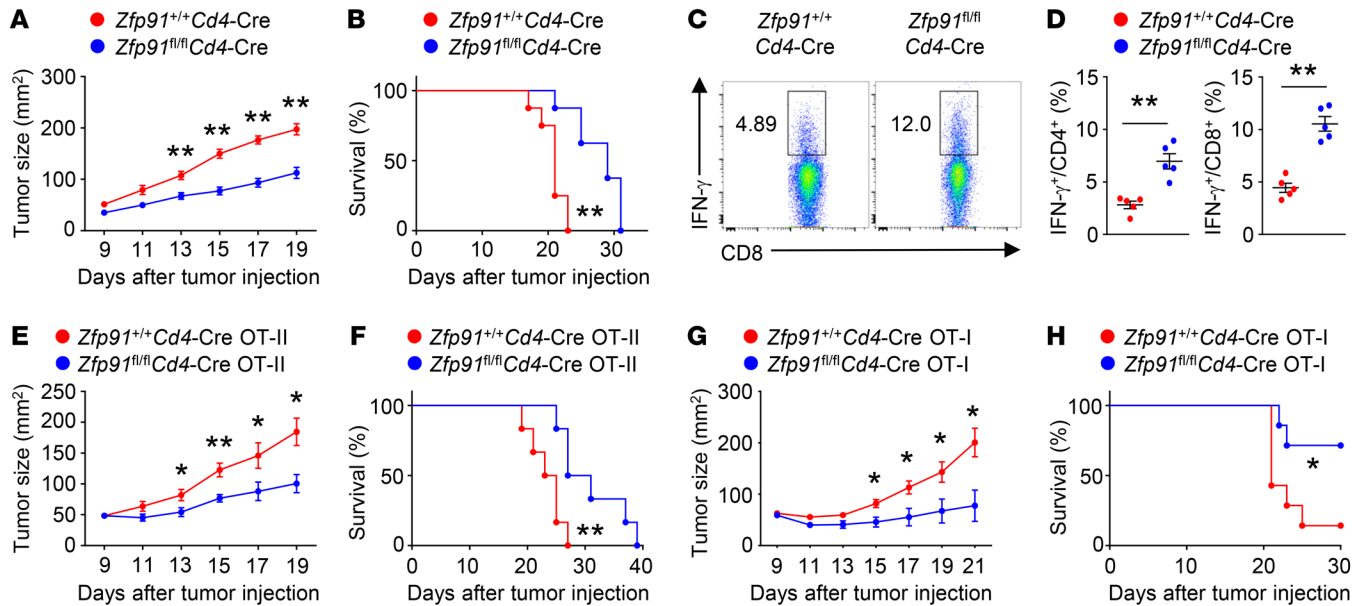 A
Zfp91+/+Cd4-Cre
Zfp91fl/flCd4-Cre
Tumor size (mm2)
300
200
100
0
** ** ** **
9 11 13 15 17 19
Days after tumor injection
B
Zfp91+/+Cd4-Cre
Zfp91fl/flCd4-Cre
Survival (%)
100
50
0
**
0 10 20 30
Days after tumor injection
C
Zfp91+/+
Cd4-Cre
Zfp91fl/fl
Cd4-Cre
4.89
12.0
IFN-γ
CD8
D
Zfp91+/+Cd4-Cre
Zfp91fl/flCd4-Cre
IFN-γ+/CD4+ (%)
15
10
5
0
**
IFN-γ+/CD8+ (%)
15
10
5
0
**
E
Zfp91+/+Cd4-Cre OT-II
Zfp91fl/flCd4-Cre OT-II
Tumor size (mm2)
250
200
150
100
50
0
* ** * *
9 11 13 15 17 19
Days after tumor injection
F
Zfp91+/+Cd4-Cre OT-II
Zfp91fl/flCd4-Cre OT-II
Survival (%)
100
50
0
**
0 10 20 30 40
Days after tumor injection
G
Zfp91+/+Cd4-Cre OT-I
Zfp91fl/flCd4-Cre OT-I
Tumor size (mm2)
300
200
100
0
* * * *
9 11 13 15 17 19 21
Days after tumor injection
H
Zfp91+/+Cd4-Cre OT-I
Zfp91fl/flCd4-Cre OT-I
Survival (%)
100
50
0
*
0 10 20 30
Days after tumor injection